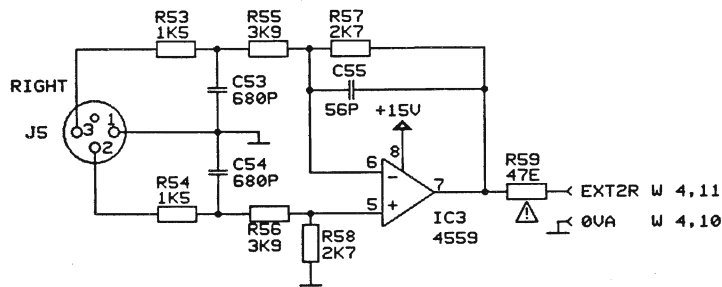 R53
1K5
R55
3K9
R57
2K7
C55
56P
C53
680P
+15V
RIGHT
J5
3
1
2
8
C54
680P
6
-
7
5
+
R59
47E
EXT2R W 4,11
0VA W 4,10
R54
1K5
R56
3K9
R58
2K7
IC3
4559
!